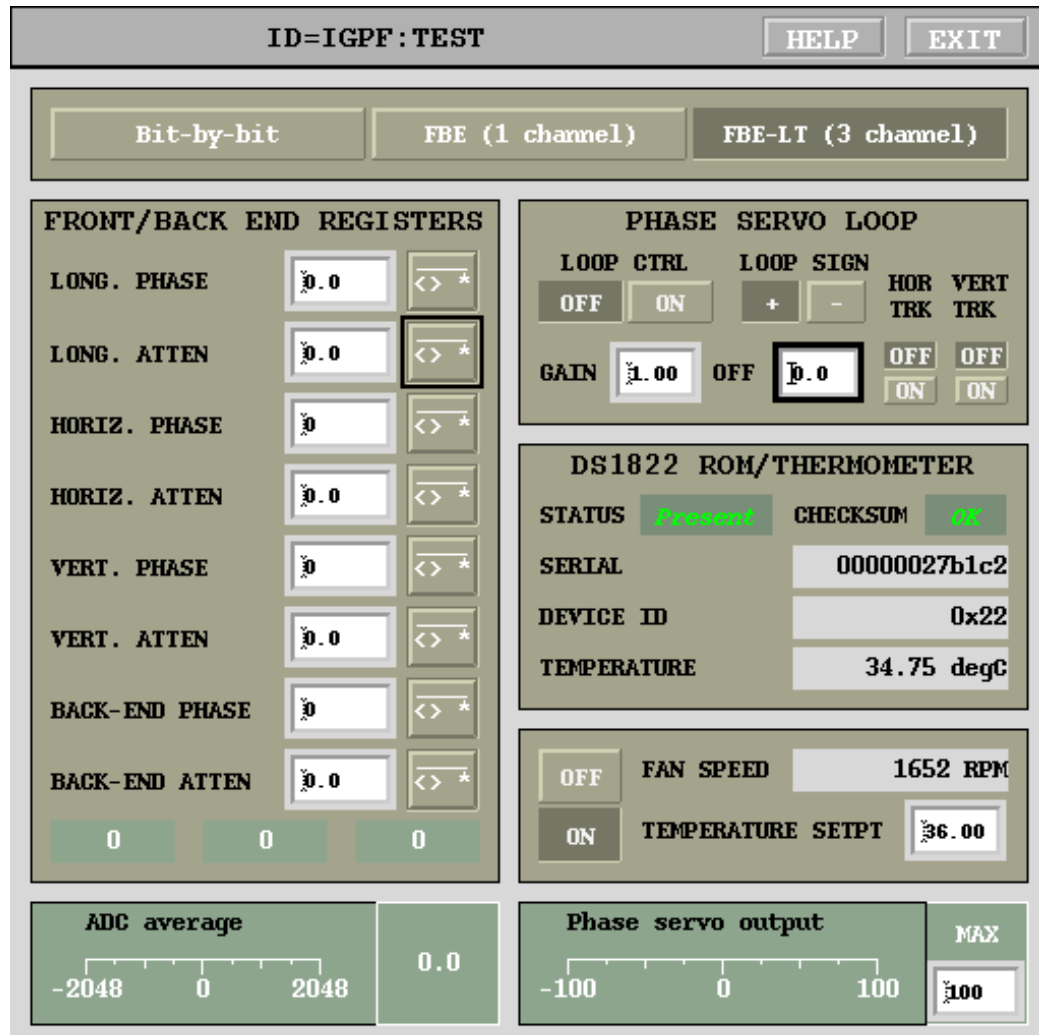 ID=IGPF:TEST HELP EXIT
Bit-by-bit FBE (1 channel) FBE-LT (3 channel)
FRONT/BACK END REGISTERS
LONG. PHASE 0.0 <> *
LONG. ATTEN 0.0 <> *
HORIZ. PHASE 0 <> *
HORIZ. ATTEN 0.0 <> *
VERT. PHASE 0 <> *
VERT. ATTEN 0.0 <> *
BACK-END PHASE 0 <> *
BACK-END ATTEN 0.0 <> *
0 0 0
PHASE SERVO LOOP
LOOP CTRL LOOP SIGN
HOR VERT
OFF ON + - TRK TRK
GAIN 1.00 OFF 0.0 OFF OFF
ON ON
DS1822 ROM/THERMOMETER
STATUS Present CHECKSUM OK
SERIAL 00000027b1c2
DEVICE ID 0x22
TEMPERATURE 34.75 degC
OFF FAN SPEED 1652 RPM
ON TEMPERATURE SETPT 36.00
ADC average
0.0
-2048 0 2048
Phase servo output
MAX
-100 0 100 100